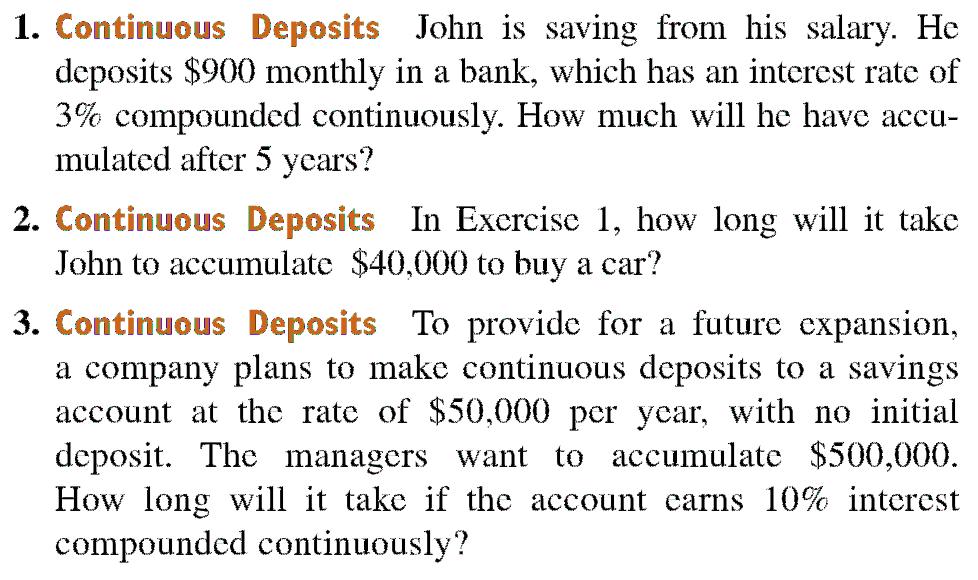 1. Continuous Deposits John is saving from his salary. He
deposits $900 monthly in a bank, which has an interest rate of
3% compounded continuously. How much will he have accu-
mulated after 5 years?
2. Continuous Deposits In Exercise 1, how long will it take
John to accumulate $40,000 to buy a car?
3. Continuous Deposits To provide for a future expansion,
a company plans to make continuous deposits to a savings
account at the rate of $50,000 per year, with no initial
deposit. The managers want to accumulate $500,000.
How long will it take if the account earns 10% interest
compounded continuously?